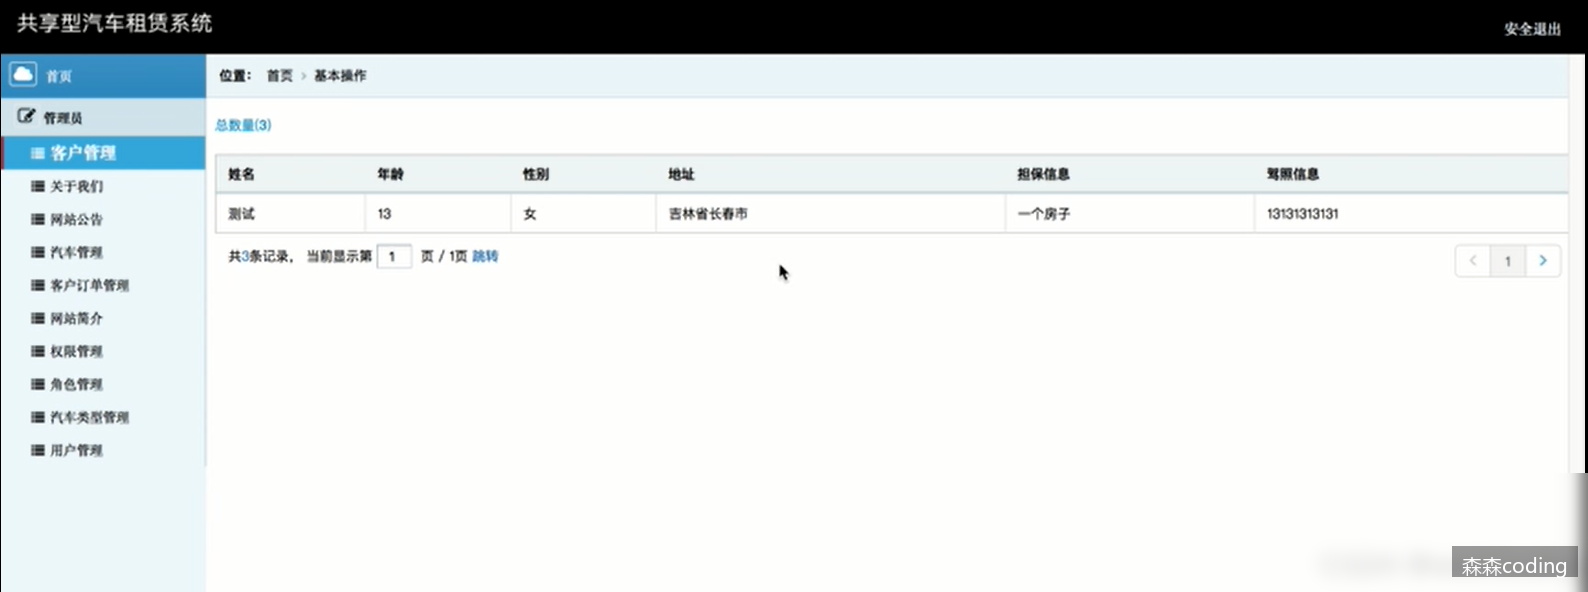 共享型汽车租赁系统
安全退出
首页
位置： 首页 > 基本操作
管理员
总数量(3)
客户管理
关于我们
网站公告
汽车管理
客户订单管理
网站简介
权限管理
角色管理
汽车类型管理
用户管理
姓名 年龄 性别 地址 担保信息 驾照信息
测试 13 女 吉林省长春市 一个房子 13131313131
共3条记录， 当前显示第 1 页 / 1页 跳转
< 1 >
森森coding